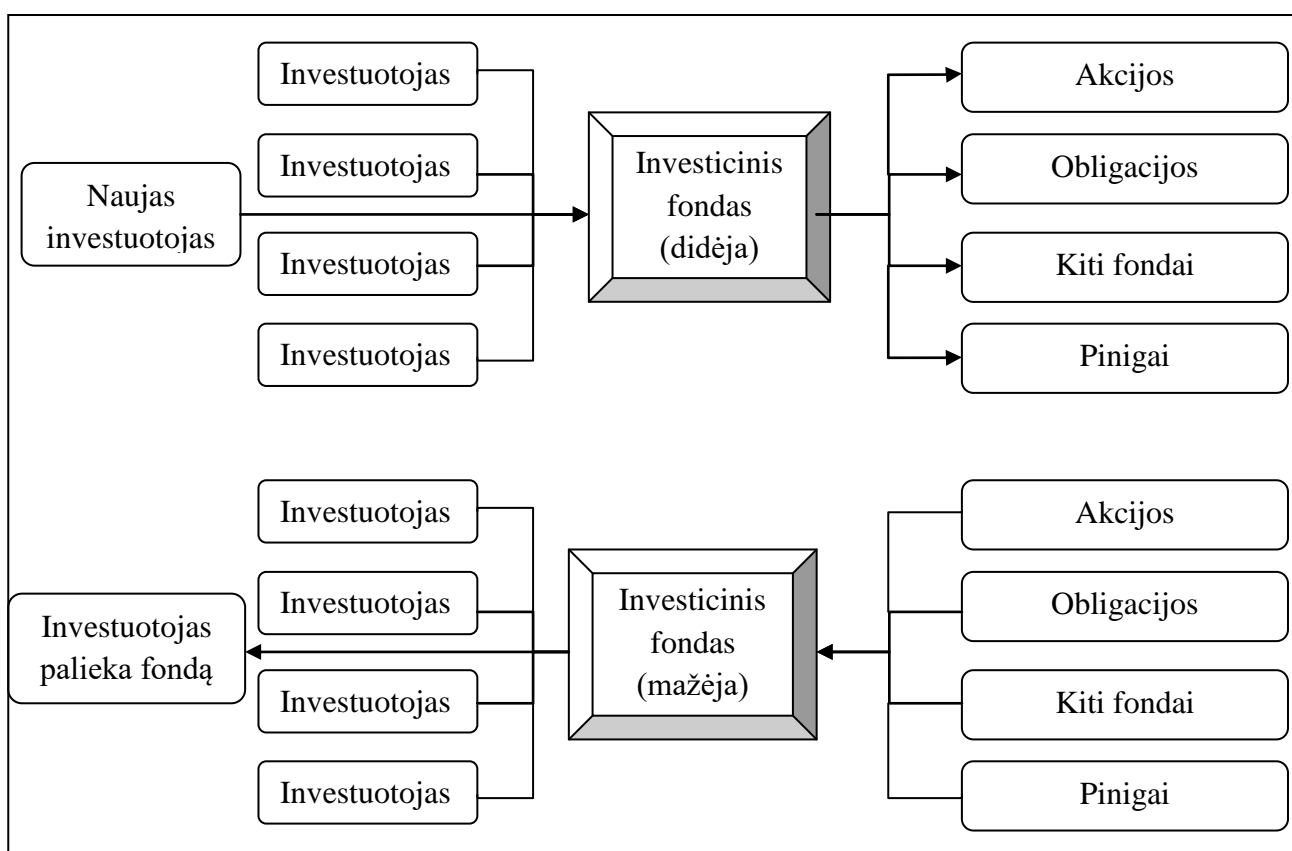 Investuotojas
Investuotojas
Naujas
investuotojas
Investuotojas
Investuotojas
Investicinis
fondas
(didėja)
Akcijos
Obligacijos
Kiti fondai
Pinigai
Investuotojas
Investuotojas
Investuotojas
palieka fondą
Investuotojas
Investuotojas
Investicinis
fondas
(mažėja)
Akcijos
Obligacijos
Kiti fondai
Pinigai